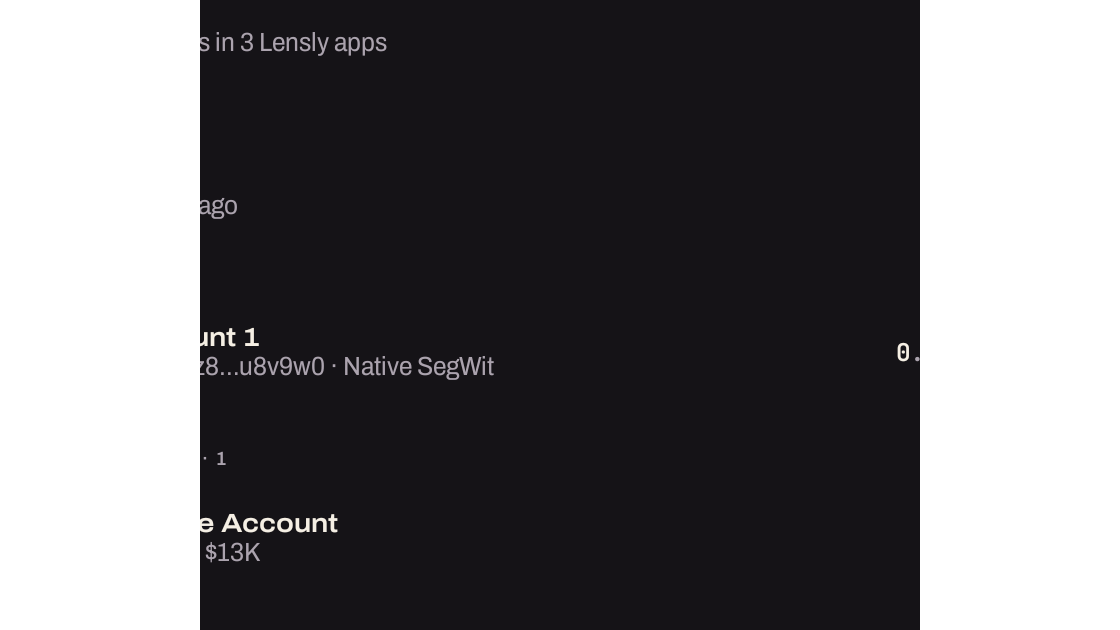 s in 3 Lensly apps
ago
unt 1
z8...u8v9w0 · Native SegWit
0.
· 1
e Account
$13K